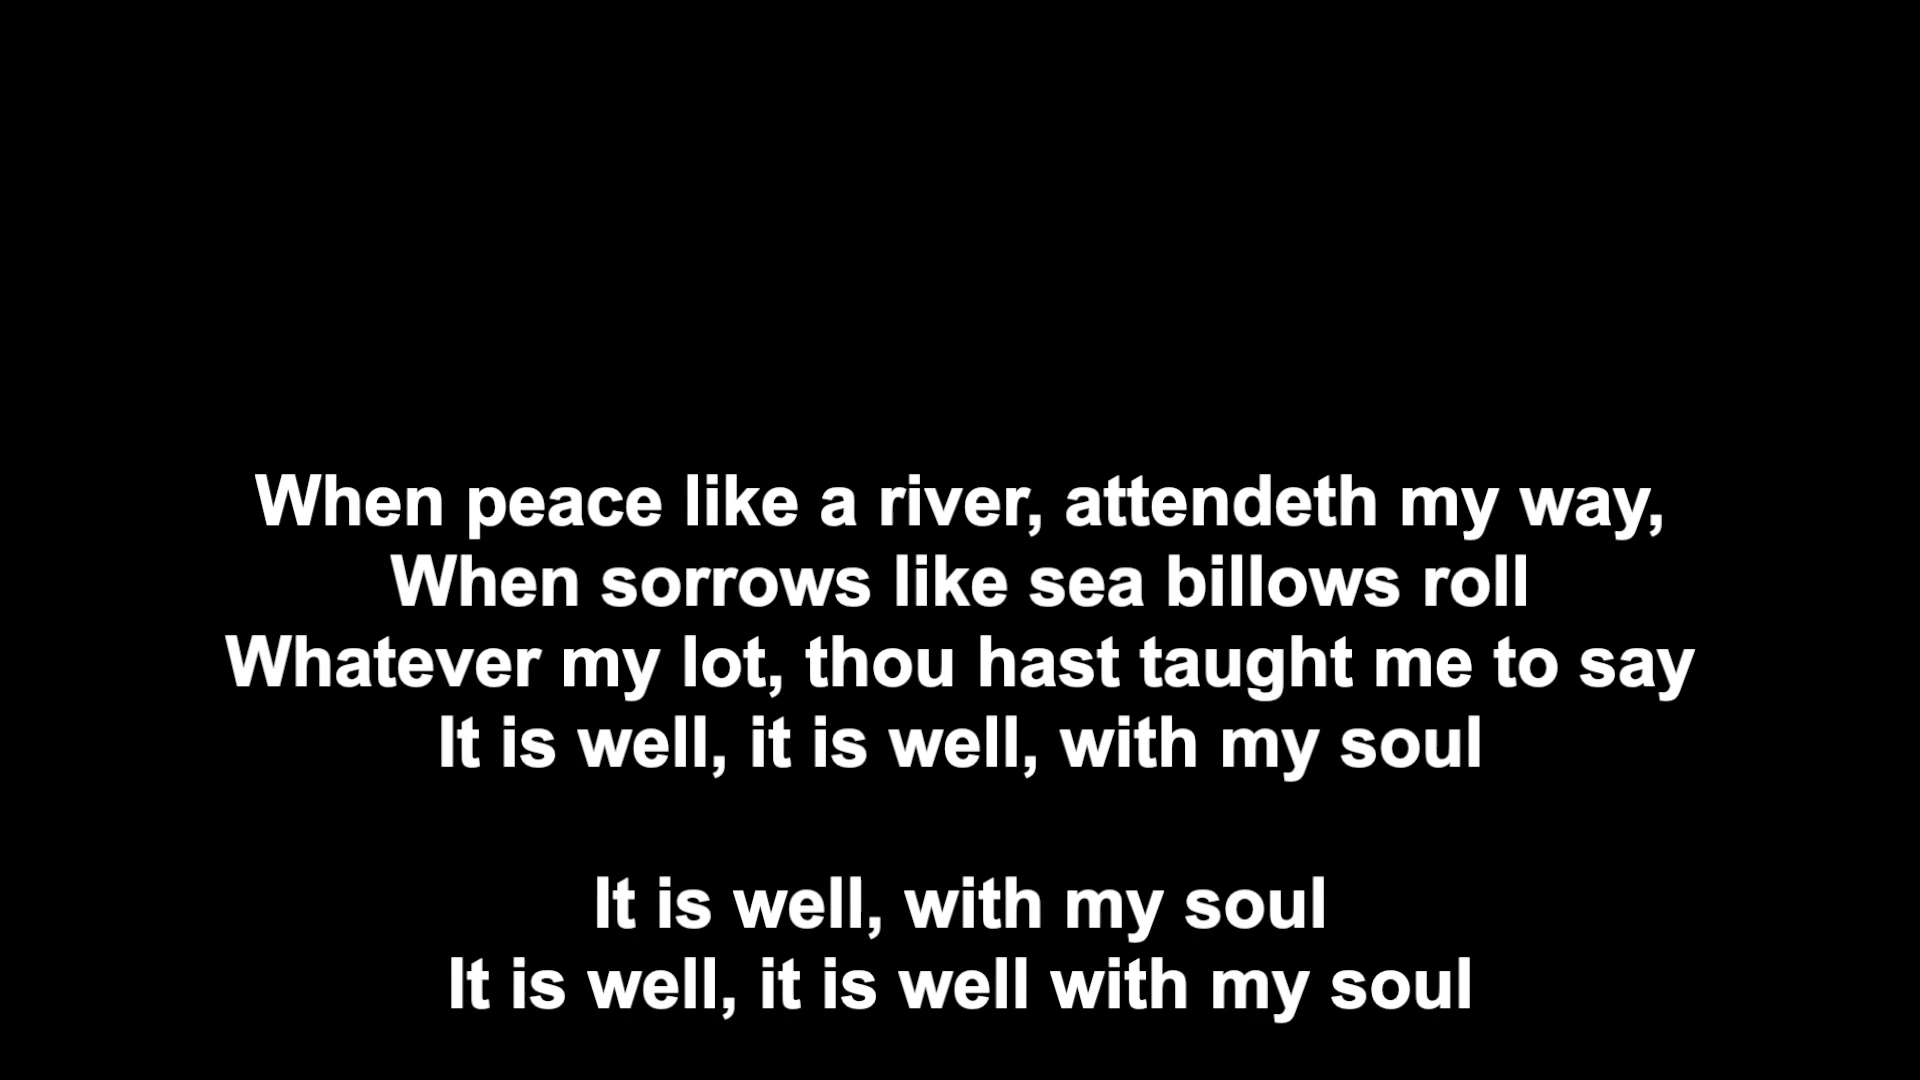 When peace like a river, attendeth my way,
When sorrows like sea billows roll
Whatever my lot, thou hast taught me to say
It is well, it is well, with my soul
It is well, with my soul
It is well, it is well with my soul